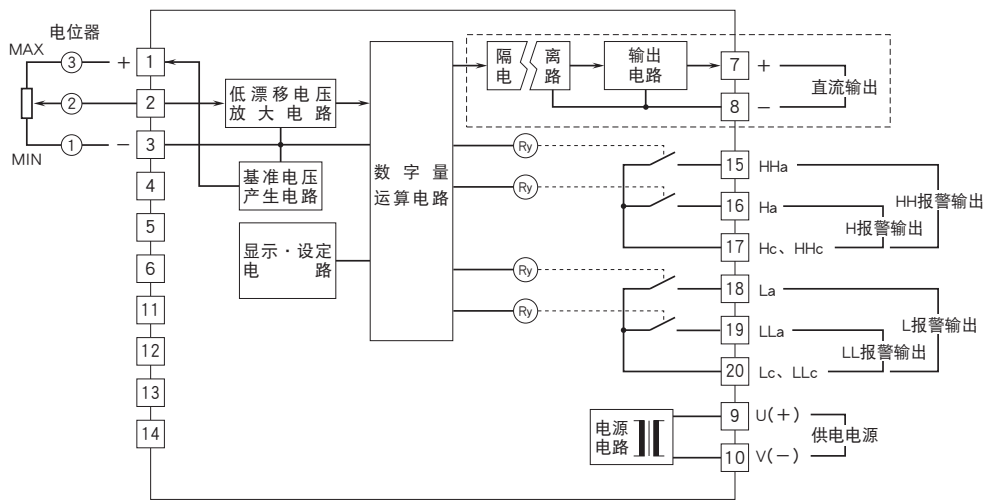 电位器
MAX
③ + 1
② 2
① − 3
MIN
4
5
6
11
12
13
14
低漂移电压
放大电路
基准电压
产生电路
显示·设定
电路
数字量
运算电路
隔离
电路
输出
电路
7 +
8 −
直流输出
Ry
Ry
Ry
Ry
15 HHa
16 Ha
17 Hc、HHc
HH报警输出
H报警输出
18 La
19 LLa
20 Lc、LLc
L报警输出
LL报警输出
电源
电路
9 U(+)
10 V(−)
供电电源